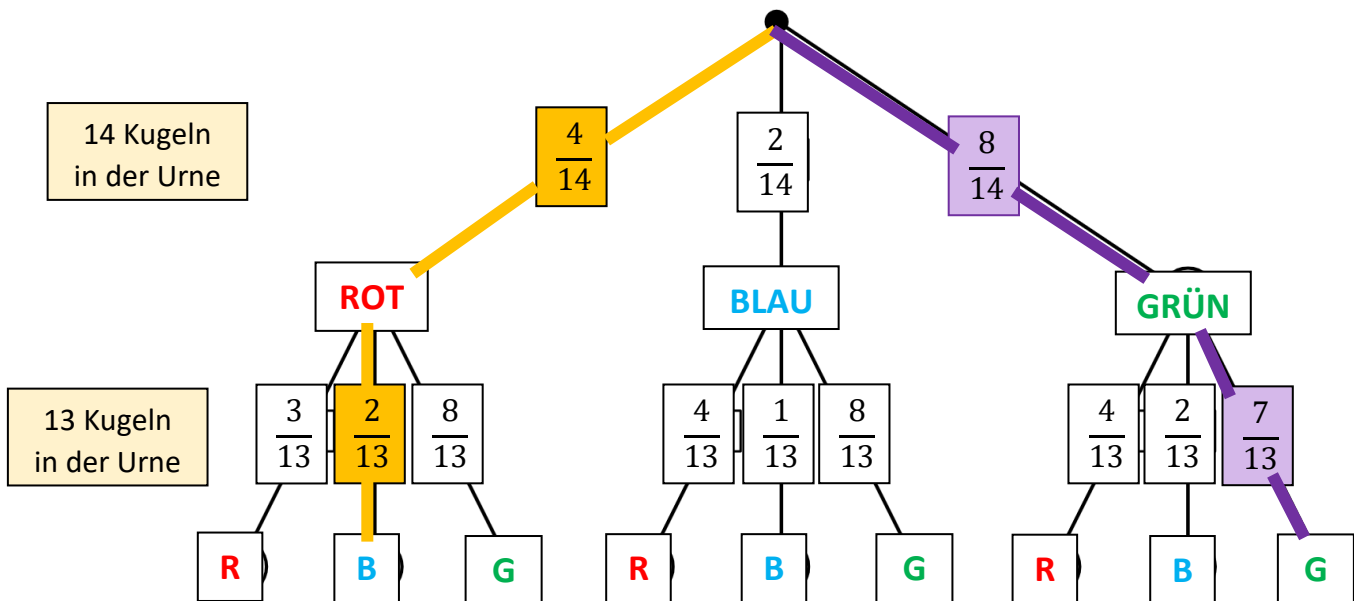 14 Kugeln
in der Urne
4/14
2/14
8/14
ROT
BLAU
GRÜN
13 Kugeln
in der Urne
3/13
2/13
8/13
4/13
1/13
8/13
4/13
2/13
7/13
R
B
G
R
B
G
R
B
G